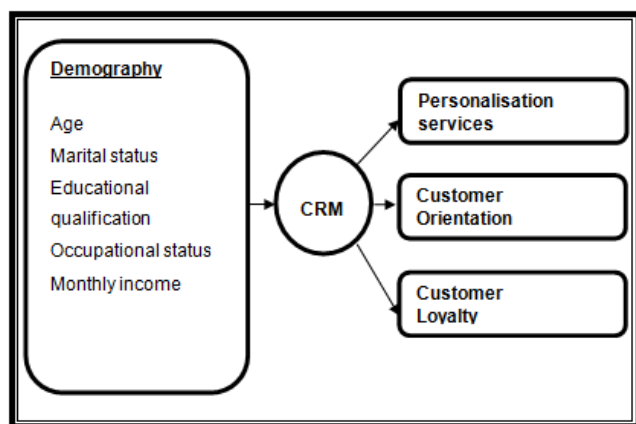 Demography
Age
Marital status
Educational
qualification
Occupational status
Monthly income
CRM
Personalisation
services
Customer
Orientation
Customer
Loyalty